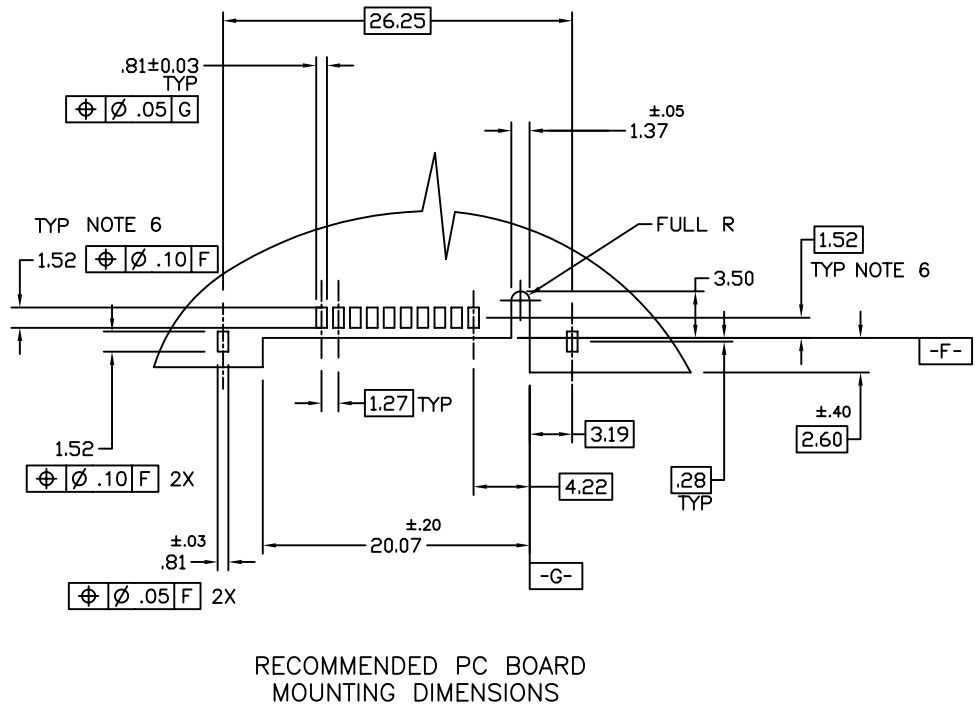 26.25
.81±0.03
TYP
⌖ Ø .05 G
±.05
1.37
TYP NOTE 6
1.52 ⌖ Ø .10 F
FULL R
1.52
TYP NOTE 6
3.50
-F-
1.27 TYP
±.40
2.60
3.19
1.52
⌖ Ø .10 F 2X
4.22
.28
TYP
±.20
20.07
±.03
.81
-G-
⌖ Ø .05 F 2X
RECOMMENDED PC BOARD
MOUNTING DIMENSIONS